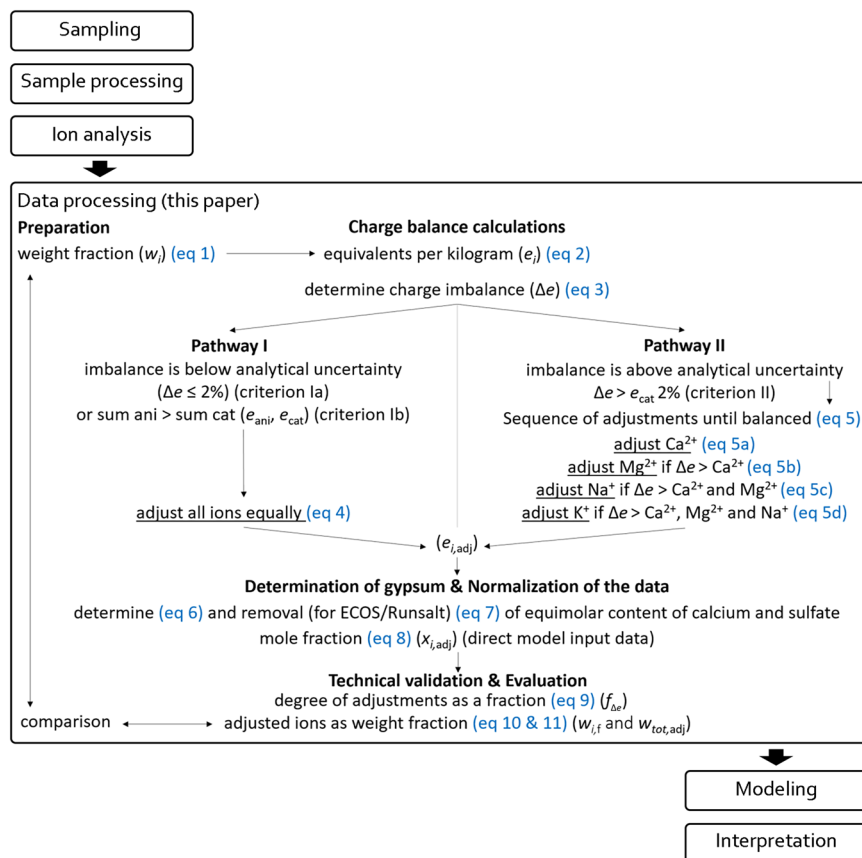 Sampling
Sample processing
Ion analysis
Data processing (this paper)
Preparation
weight fraction (wᵢ) (eq 1)
Charge balance calculations
equivalents per kilogram (eᵢ) (eq 2)
determine charge imbalance (Δe) (eq 3)
Pathway I
imbalance is below analytical uncertainty
(Δe ≤ 2%) (criterion Ia)
or sum ani > sum cat (e_ani, e_cat) (criterion Ib)
adjust all ions equally (eq 4)
Pathway II
imbalance is above analytical uncertainty
Δe > e_cat 2% (criterion II)
Sequence of adjustments until balanced (eq 5)
adjust Ca²⁺ (eq 5a)
adjust Mg²⁺ if Δe > Ca²⁺ (eq 5b)
adjust Na⁺ if Δe > Ca²⁺ and Mg²⁺ (eq 5c)
adjust K⁺ if Δe > Ca²⁺, Mg²⁺ and Na⁺ (eq 5d)
(e_i,adj)
Determination of gypsum & Normalization of the data
determine (eq 6) and removal (for ECOS/Runsalt) (eq 7) of equimolar content of calcium and sulfate
mole fraction (eq 8) (x_i,adj) (direct model input data)
Technical validation & Evaluation
degree of adjustments as a fraction (eq 9) (f_Δe)
comparison
adjusted ions as weight fraction (eq 10 & 11) (w_i,f and w_tot,adj)
Modeling
Interpretation